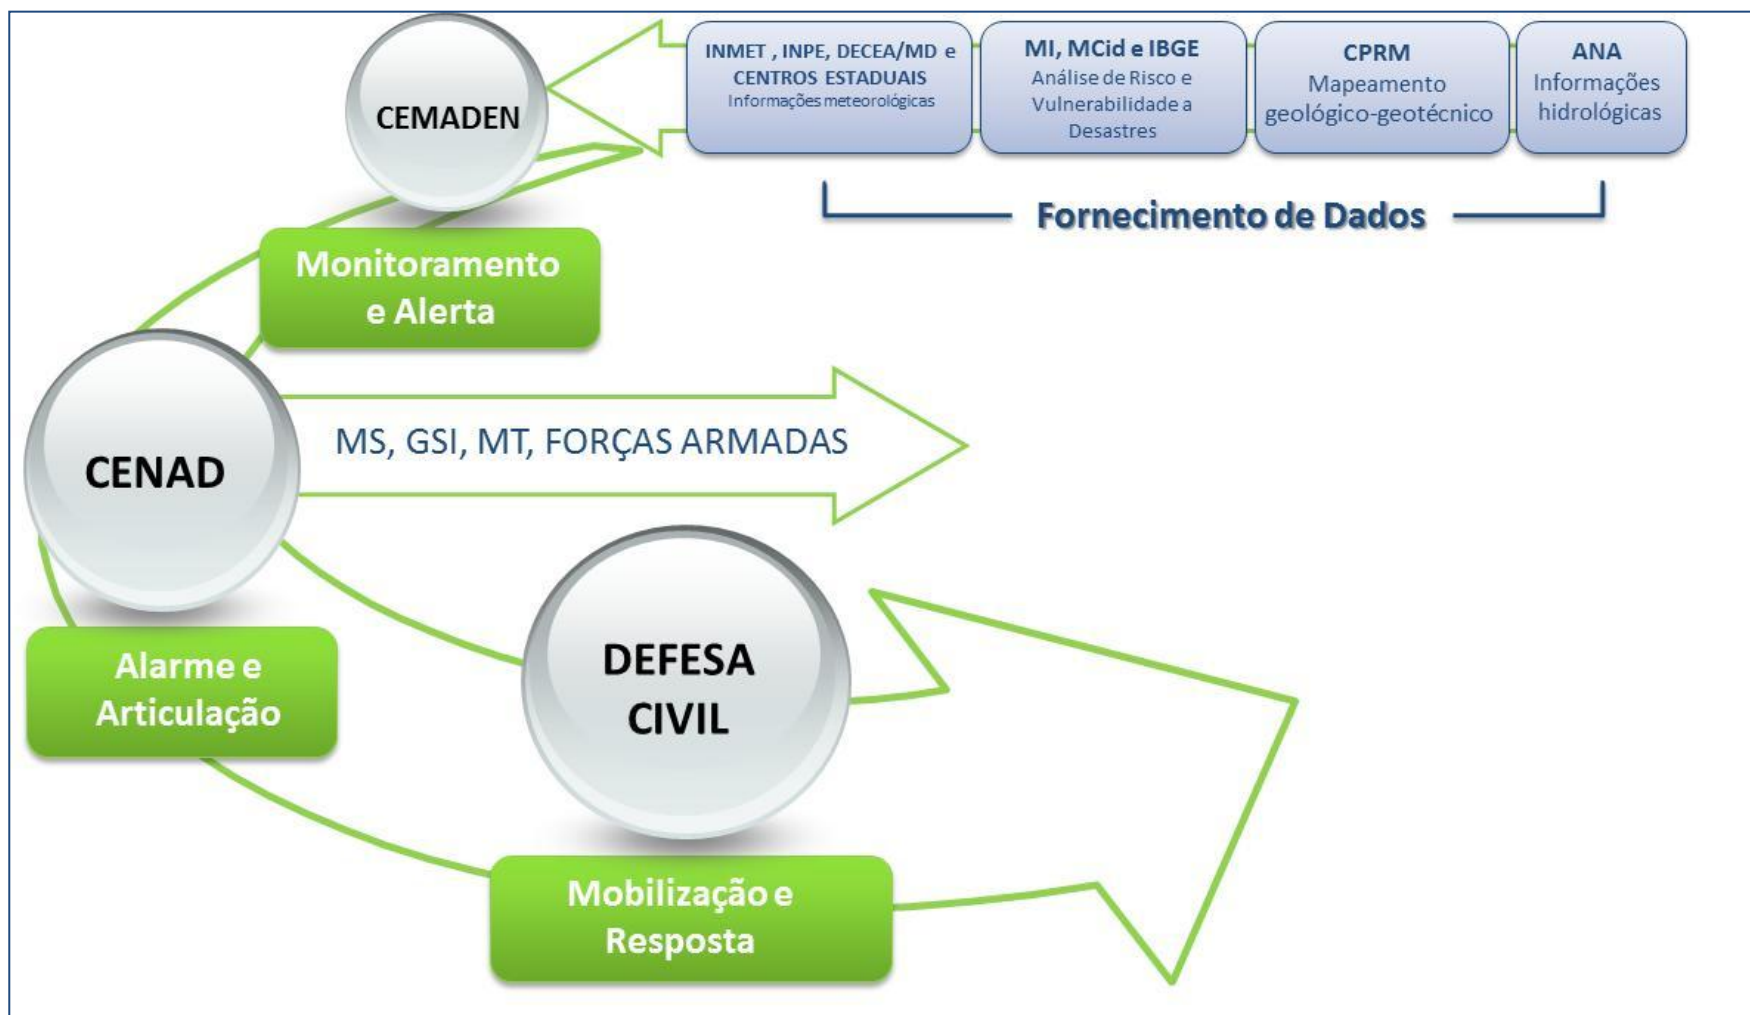 CEMADEN
INMET , INPE, DECEA/MD e
CENTROS ESTADUAIS
Informações meteorológicas
MI, MCid e IBGE
Análise de Risco e
Vulnerabilidade a
Desastres
CPRM
Mapeamento
geológico-geotécnico
ANA
Informações
hidrológicas
Fornecimento de Dados
Monitoramento
e Alerta
CENAD
MS, GSI, MT, FORÇAS ARMADAS
Alarme e
Articulação
DEFESA
CIVIL
Mobilização e
Resposta